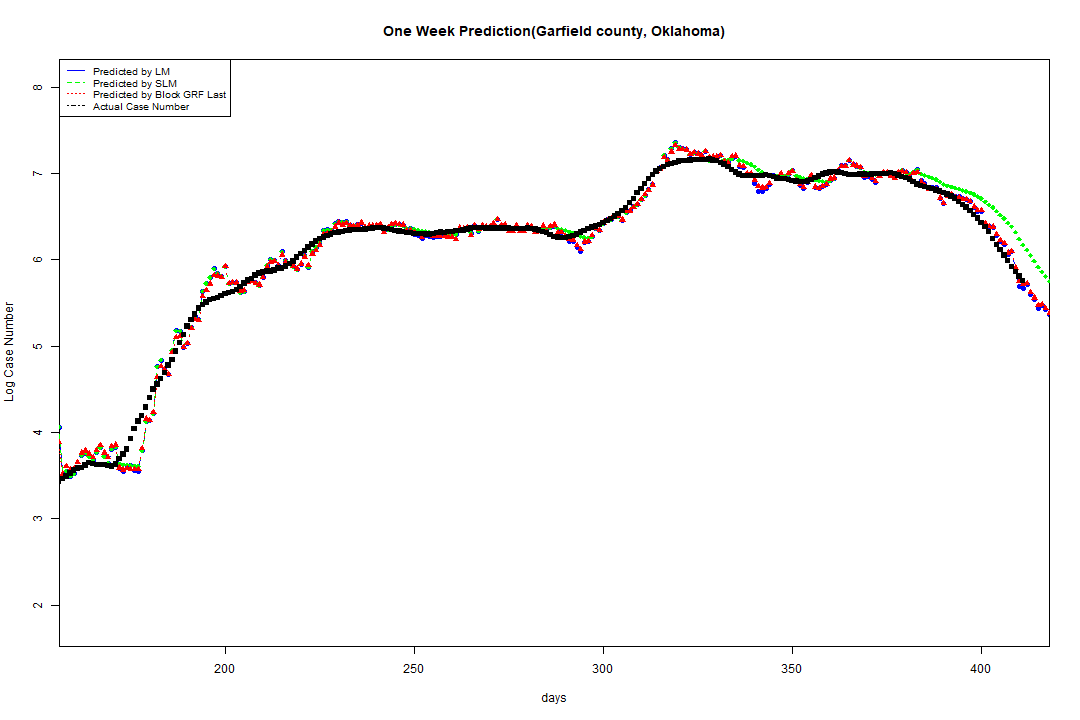 One Week Prediction(Garfield county, Oklahoma)
Predicted by LM
Predicted by SLM
Predicted by Block GRF Last
Actual Case Number
8
7
6
5
4
3
2
Log Case Number
200 250 300 350 400
days